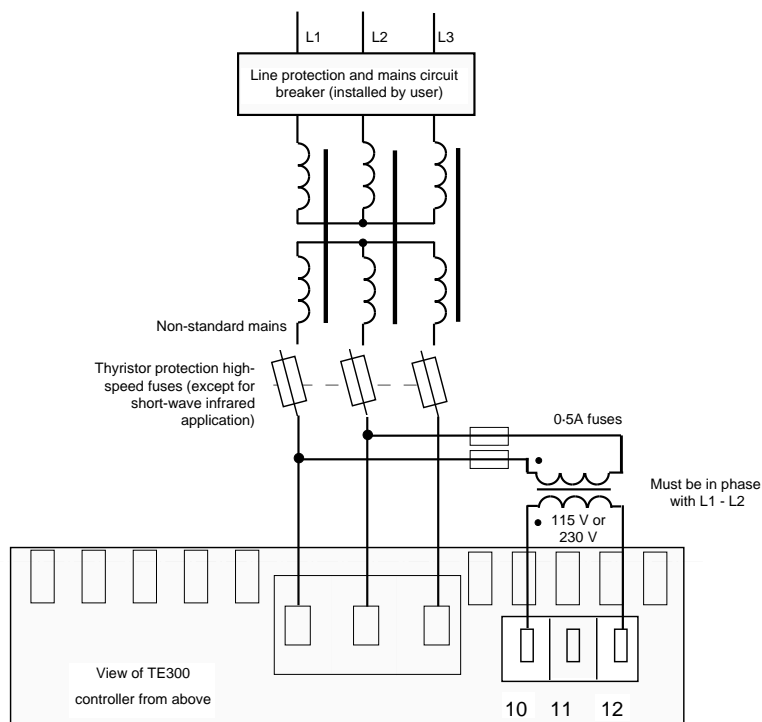 L1
L2
L3
Line protection and mains circuit
breaker (installed by user)
Non-standard mains
Thyristor protection high-
speed fuses (except for
short-wave infrared
application)
0·5A fuses
Must be in phase
with L1 - L2
115 V or
230 V
View of TE300
controller from above
10
11
12